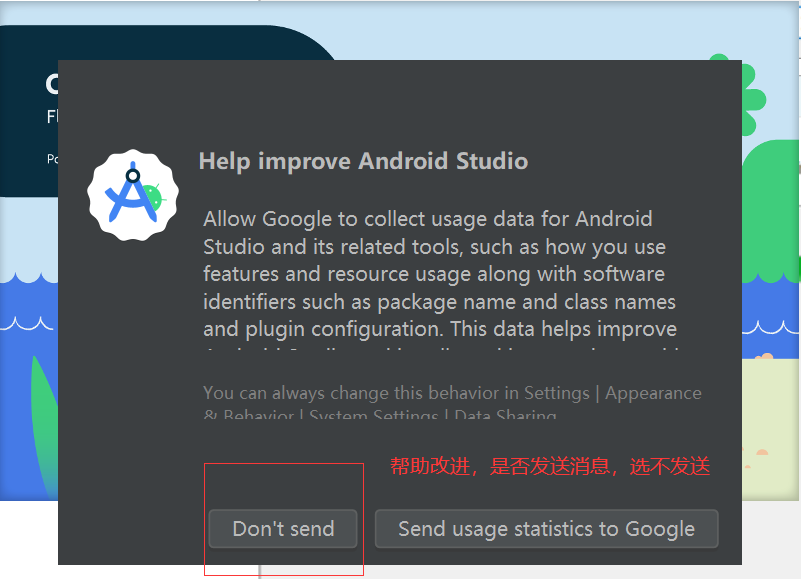 Help improve Android Studio
Allow Google to collect usage data for Android
Studio and its related tools, such as how you use
features and resource usage along with software
identifiers such as package name and class names
and plugin configuration. This data helps improve
You can always change this behavior in Settings | Appearance
& Behavior | System Settings | Data Sharing
帮助改进，是否发送消息，选不发送
Don't send
Send usage statistics to Google